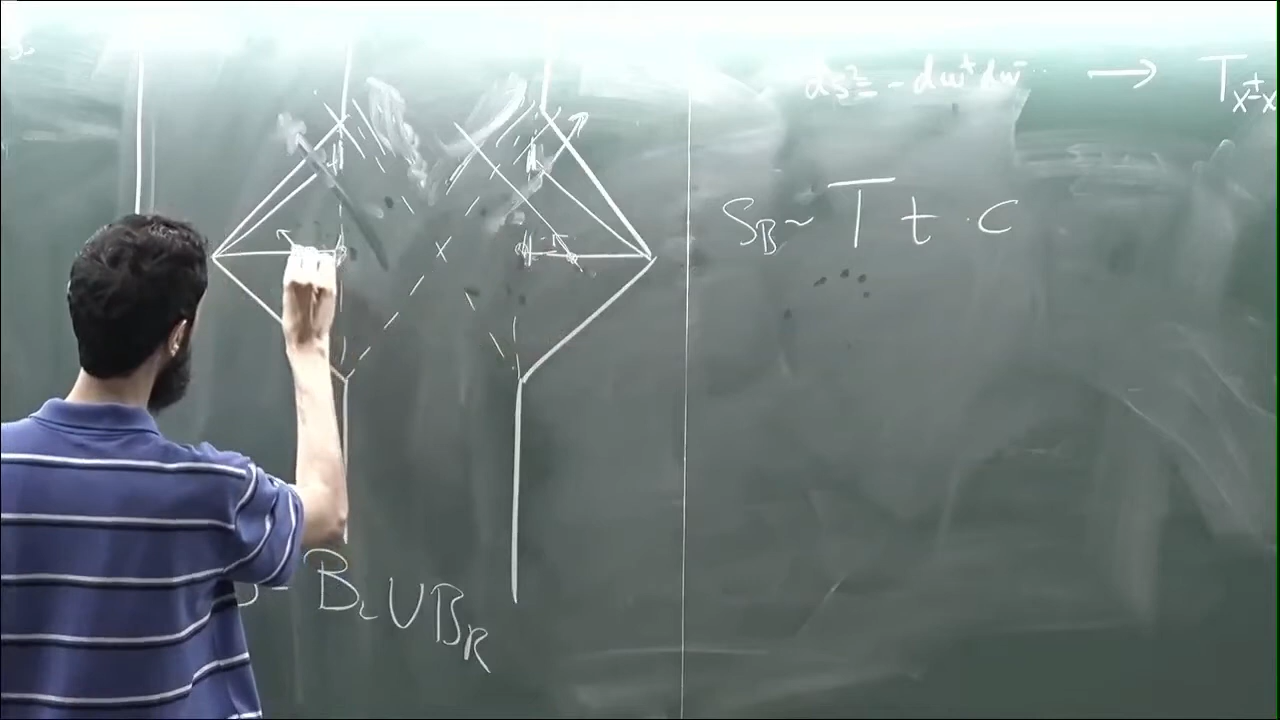 ds² = -dw⁺dw⁻ ⟶ T_{x⁺x
S_B ~ T t · c
B_L ∪ B_R